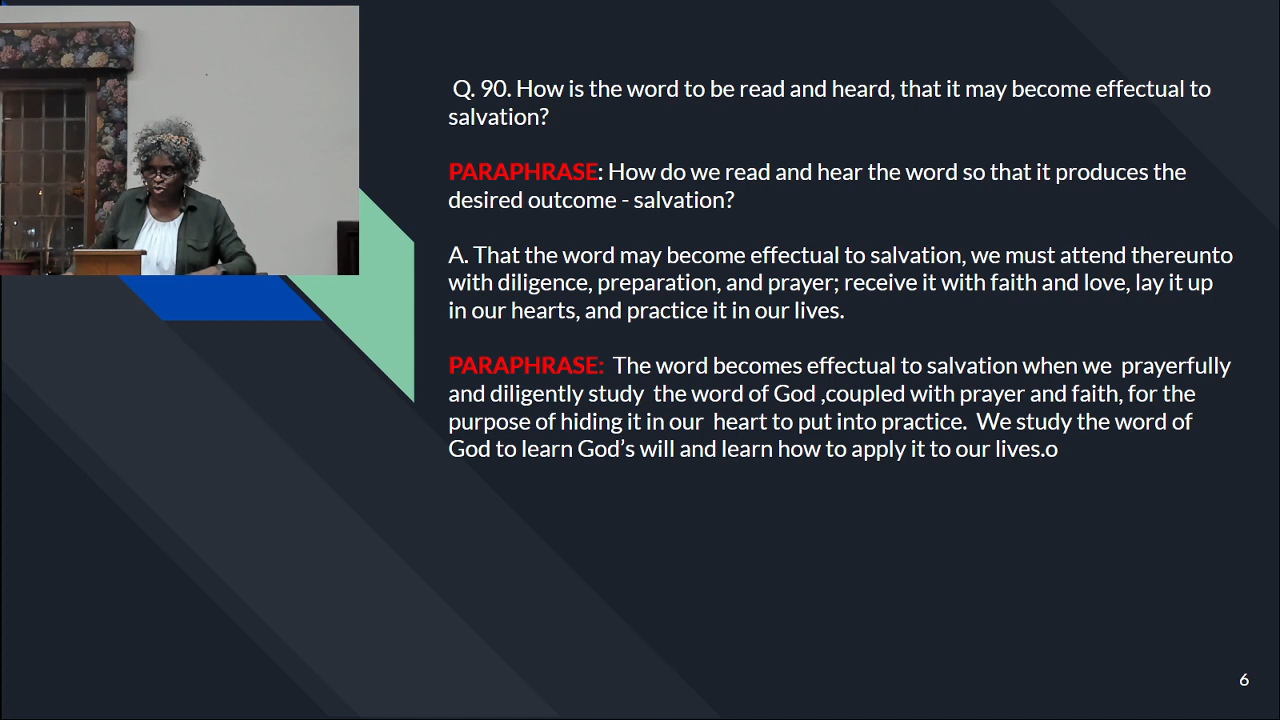 Q. 90. How is the word to be read and heard, that it may become effectual to
salvation?
PARAPHRASE: How do we read and hear the word so that it produces the
desired outcome - salvation?
A. That the word may become effectual to salvation, we must attend thereunto
with diligence, preparation, and prayer; receive it with faith and love, lay it up
in our hearts, and practice it in our lives.
PARAPHRASE:  The word becomes effectual to salvation when we  prayerfully
and diligently study  the word of God ,coupled with prayer and faith, for the
purpose of hiding it in our  heart to put into practice.  We study the word of
God to learn God’s will and learn how to apply it to our lives.o
6